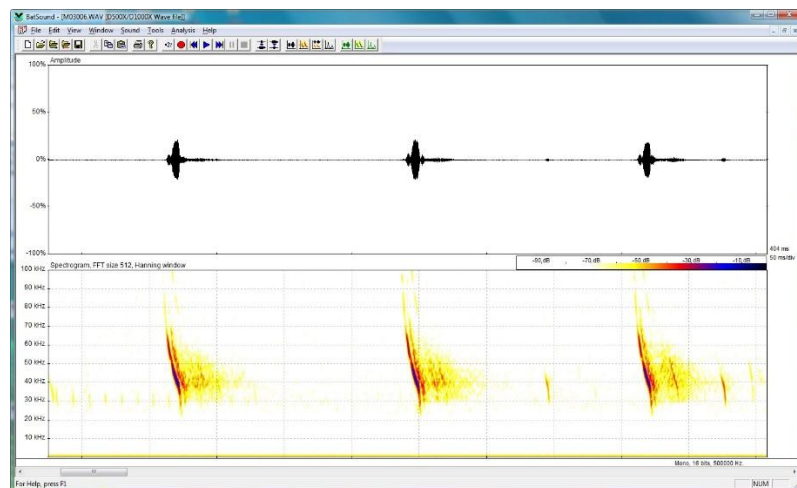 BatSound - [M03006.WAV [D500X/D1000X Wave file]]
File Edit View Window Sound Tools Analysis Help
Amplitude
100%
50%
0%
-50%
-100%
404 ms
50 ms/div
Spectrogram, FFT size 512, Hanning window
-90 dB -70 dB -50 dB -30 dB -10 dB
100 kHz
90 kHz
80 kHz
70 kHz
60 kHz
50 kHz
40 kHz
30 kHz
20 kHz
10 kHz
Mono, 16 bits, 500000 Hz
For Help, press F1
NUM